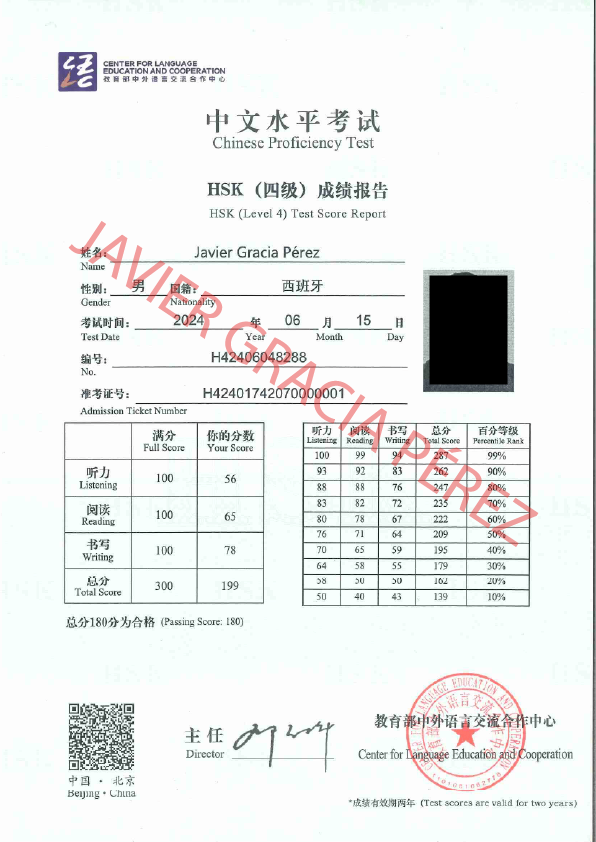 CENTER FOR LANGUAGE
EDUCATION AND COOPERATION
教育部中外语言交流合作中心
中文水平考试
Chinese Proficiency Test
HSK（四级）成绩报告
HSK (Level 4) Test Score Report
姓名: Javier Gracia Pérez
Name
性别: 男 国籍: 西班牙
Gender Nationality
考试时间: 2024 年 06 月 15 日
Test Date Year Month Day
编号: H42406048288
No.
准考证号: H42401742070000001
Admission Ticket Number
JAVIER GRACIA PÉREZ
满分 你的分数
Full Score Your Score
听力 100 56
Listening
阅读 100 65
Reading
书写 100 78
Writing
总分 300 199
Total Score
听力 阅读 书写 总分 百分等级
Listening Reading Writing Total Score Percentile Rank
100 99 94 287 99%
93 92 83 262 90%
88 88 76 247 80%
83 82 72 235 70%
80 78 67 222 60%
76 71 64 209 50%
70 65 59 195 40%
64 58 55 179 30%
58 50 50 162 20%
50 40 43 139 10%
总分180分为合格 (Passing Score: 180)
主任
Director
教育部中外语言交流合作中心
Center for Language Education and Cooperation
中国・北京
Beijing・China
*成绩有效期两年 (Test scores are valid for two years)